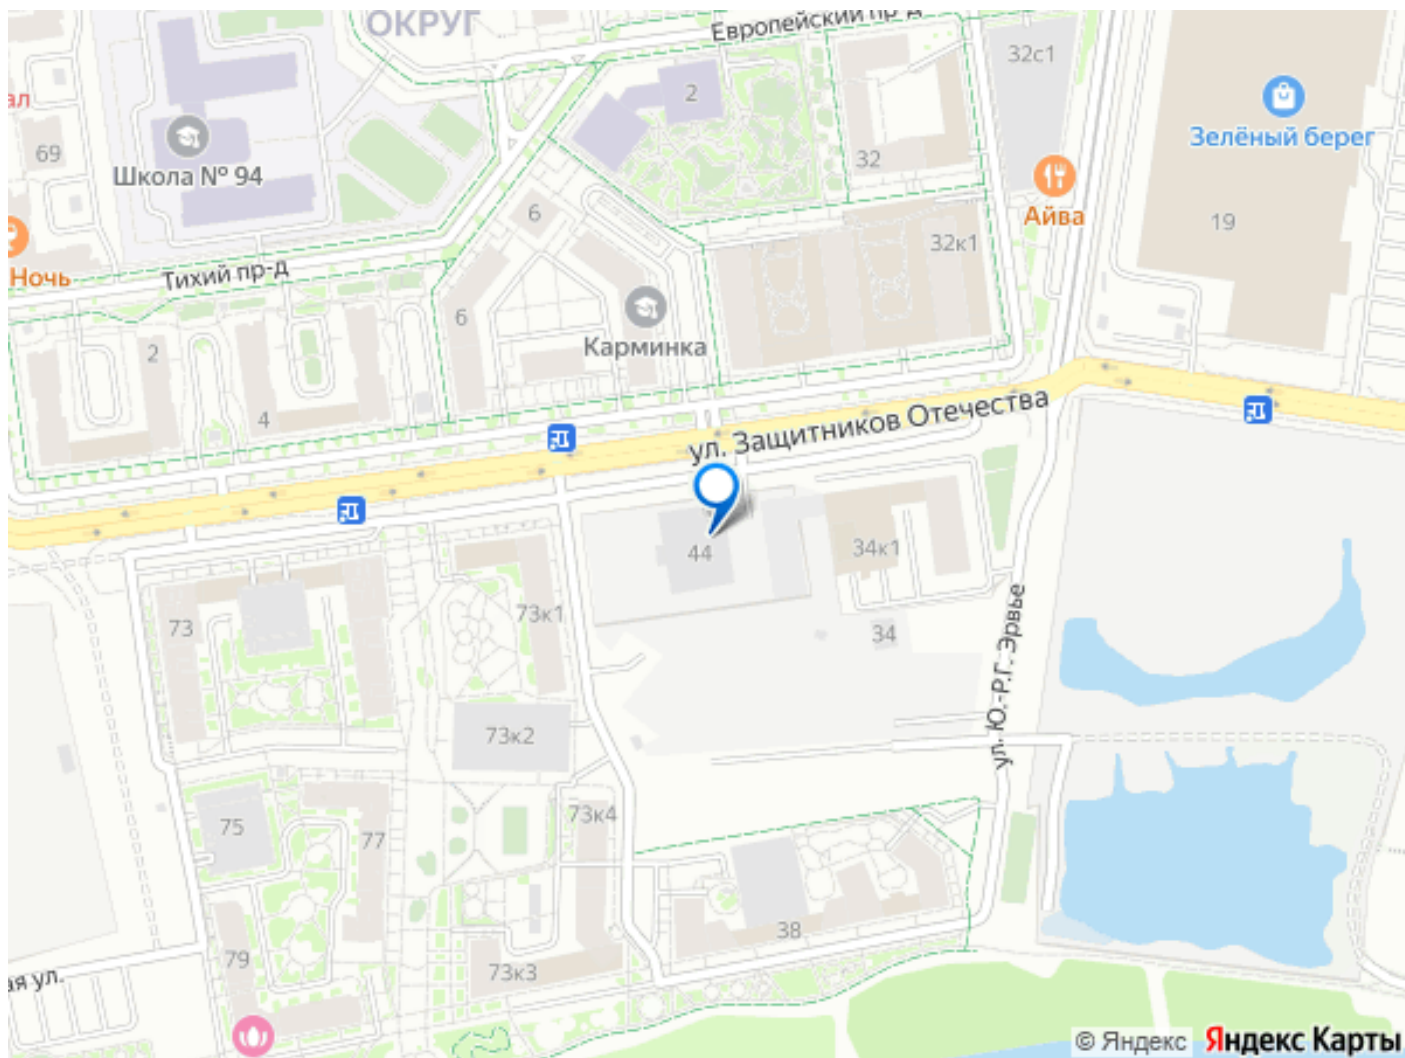 ОКРУГ
Европейский пр-д
32с1
ал
2
Зелёный берег
69
Школа № 94
32
Айва
6
19
32к1
Ночь
Тихий пр-д
6
Карминка
2
4
ул. Защитников Отечества
44
34к1
73
73к1
34
ул. Ю.-Р.Г. Эрвье
73к2
75
77
73к4
38
79
73к3
ая ул.
© Яндекс Яндекс Карты